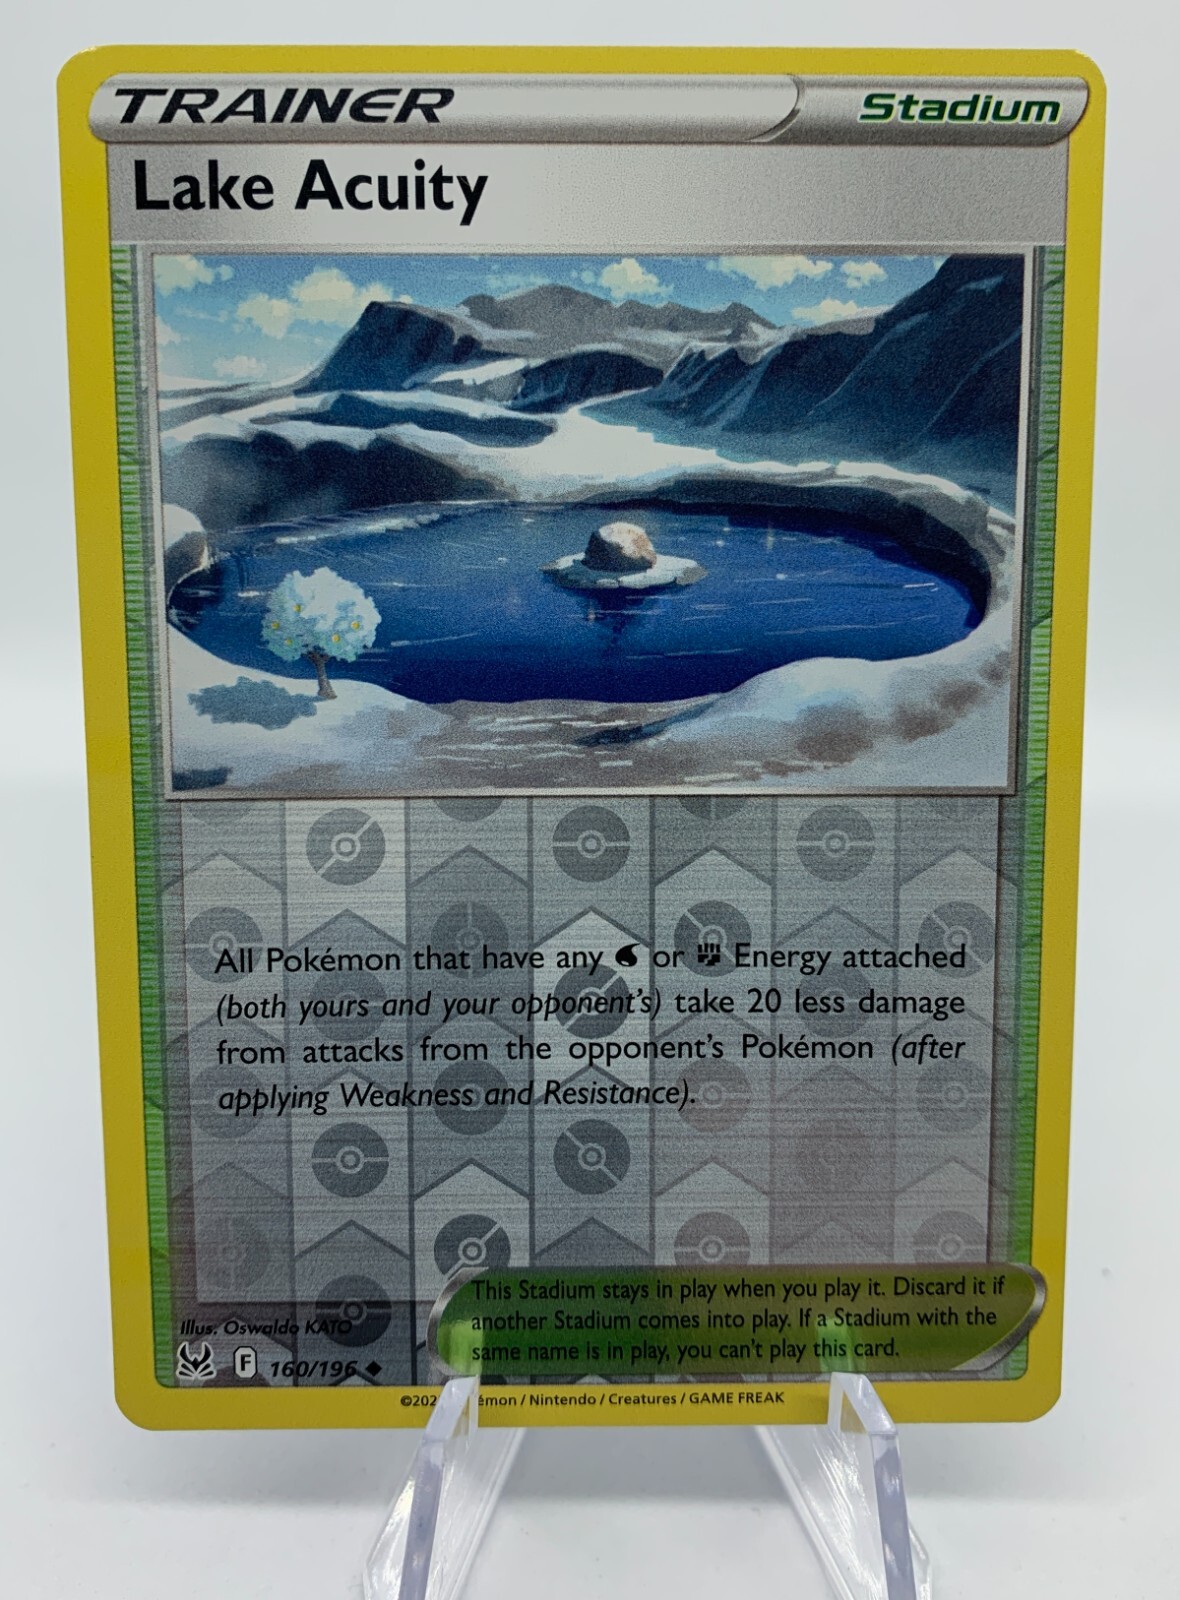 TRAINER
Stadium
Lake Acuity
All Pokémon that have any or Energy attached
(both yours and your opponent's) take 20 less damage
from attacks from the opponent's Pokémon (after
applying Weakness and Resistance).
This Stadium stays in play when you play it. Discard it if
another Stadium comes into play. If a Stadium with the
same name is in play, you can't play this card.
Illus. Oswaldo KATO
F 160/196
/ Nintendo / Creatures / GAME FREAK